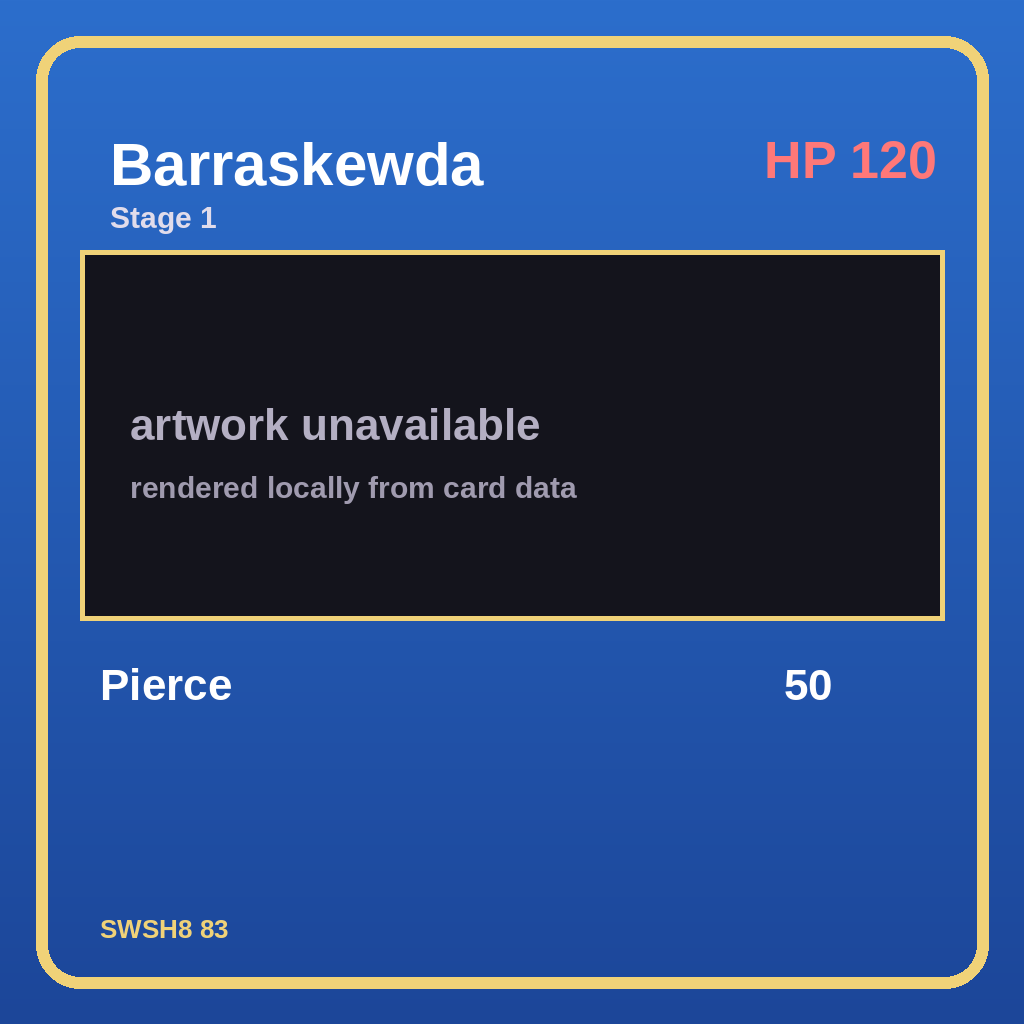 Barraskewda
HP 120
Stage 1
artwork unavailable
rendered locally from card data
Pierce
50
SWSH8 83